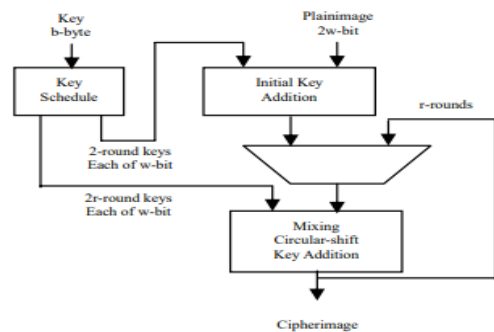 Key
b-byte
Plainimage
2w-bit
Key
Schedule
Initial Key
Addition
r-rounds
2-round keys
Each of w-bit
2r-round keys
Each of w-bit
Mixing
Circular-shift
Key Addition
Cipherimage